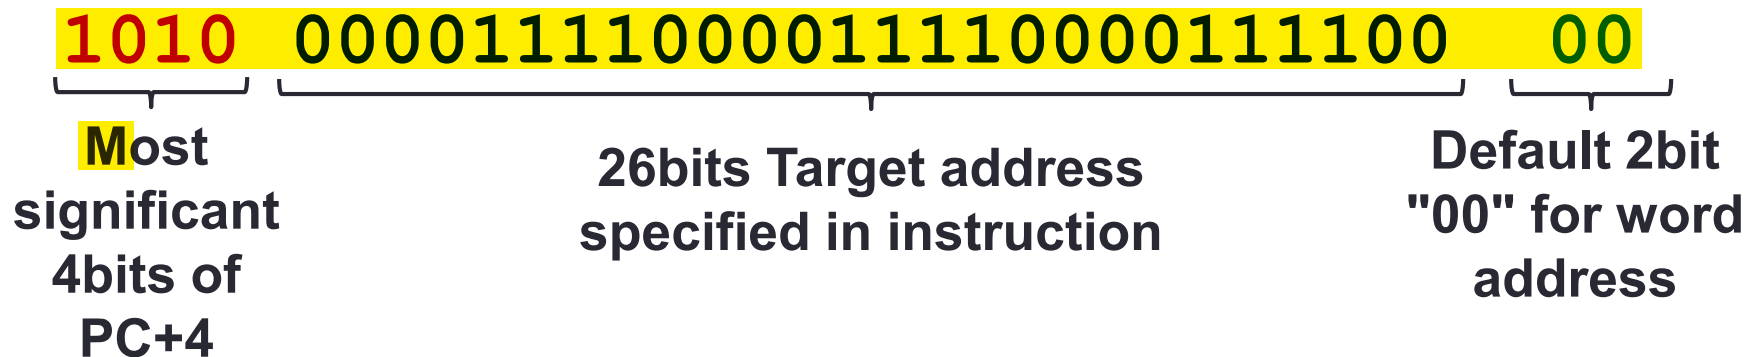 1010 00001111000011110000111100 00
Most
significant
4bits of
PC+4
26bits Target address
specified in instruction
Default 2bit
"00" for word
address